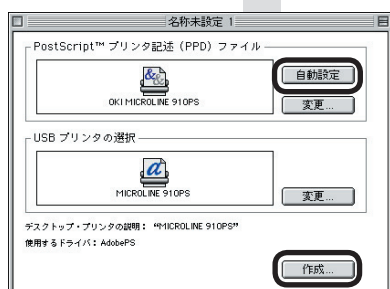 名称未設定 1
PostScript™ プリンタ記述（PPD）ファイル
自動設定
OKI MICROLINE 910PS
変更...
USB プリンタの選択
MICROLINE 910PS
変更...
デスクトップ・プリンタの説明： “MICROLINE 910PS”
使用するドライバ：AdobePS
作成...